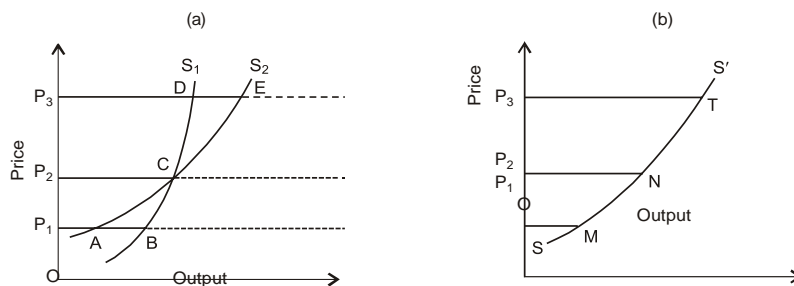 (a)
S₁ S₂
D E
P₃
C
P₂
P₁
A B
Price
O
Output
(b)
S′
P₃
T
P₂
P₁
N
O
Output
M
S
Price